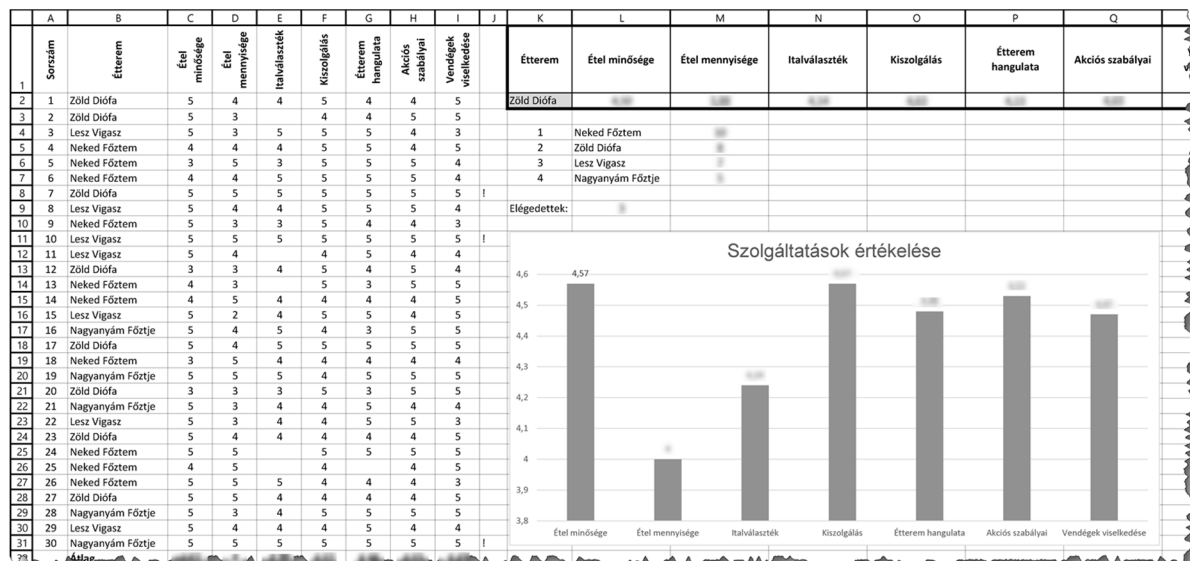 A B C D E F G H I J K L M N O P Q
1 Sorszám Étterem Étel minősége Étel mennyisége Italválaszték Kiszolgálás Étterem hangulata Akciós szabályai Vendégek viselkedése Étterem Étel minősége Étel mennyisége Italválaszték Kiszolgálás Étterem hangulata Akciós szabályai
2 1 Zöld Diófa 5 4 4 5 4 4 5 Zöld Diófa
3 2 Zöld Diófa 5 3 4 4 5 5
4 3 Lesz Vigasz 5 3 5 5 5 4 3 1 Neked Főztem
5 4 Neked Főztem 4 4 4 5 5 4 5 2 Zöld Diófa
6 5 Neked Főztem 3 5 3 5 5 5 4 3 Lesz Vigasz
7 6 Neked Főztem 4 4 5 5 5 5 4 4 Nagyanyám Főztje
8 7 Zöld Diófa 5 5 5 5 5 5 5 !
9 8 Lesz Vigasz 5 4 4 5 5 5 4 Elégedettek:
10 9 Neked Főztem 5 3 3 5 4 4 3
11 10 Lesz Vigasz 5 5 5 5 5 5 5 !
12 11 Lesz Vigasz 5 4 4 5 4 4
13 12 Zöld Diófa 3 3 4 5 4 5 4
14 13 Neked Főztem 4 3 5 3 5 5
15 14 Neked Főztem 4 5 4 4 4 4 5
16 15 Lesz Vigasz 5 2 4 5 4 5 5
17 16 Nagyanyám Főztje 5 4 5 4 3 5 5
18 17 Zöld Diófa 5 4 5 5 4 5 5
19 18 Neked Főztem 3 5 4 4 4 4 4
20 19 Nagyanyám Főztje 5 5 5 4 5 5 5
21 20 Zöld Diófa 3 3 3 5 3 5 5
22 21 Nagyanyám Főztje 5 3 4 4 5 4 4
23 22 Lesz Vigasz 5 3 4 4 5 5 3
24 23 Zöld Diófa 5 4 4 4 4 4 5
25 24 Neked Főztem 5 5 5 5 5 5
26 25 Neked Főztem 4 5 4 4 5
27 26 Neked Főztem 5 5 5 4 4 4 3
28 27 Zöld Diófa 5 5 4 4 4 4 5
29 28 Nagyanyám Főztje 5 3 4 5 5 5 5
30 29 Lesz Vigasz 5 4 4 4 5 4 4
31 30 Nagyanyám Főztje 5 5 5 5 5 5 5 !
Átlag
Szolgáltatások értékelése
4,6
4,57
4,5
4,4
4,3
4,2
4,1
4
3,9
3,8
Étel minősége Étel mennyisége Italválaszték Kiszolgálás Étterem hangulata Akciós szabályai Vendégek viselkedése